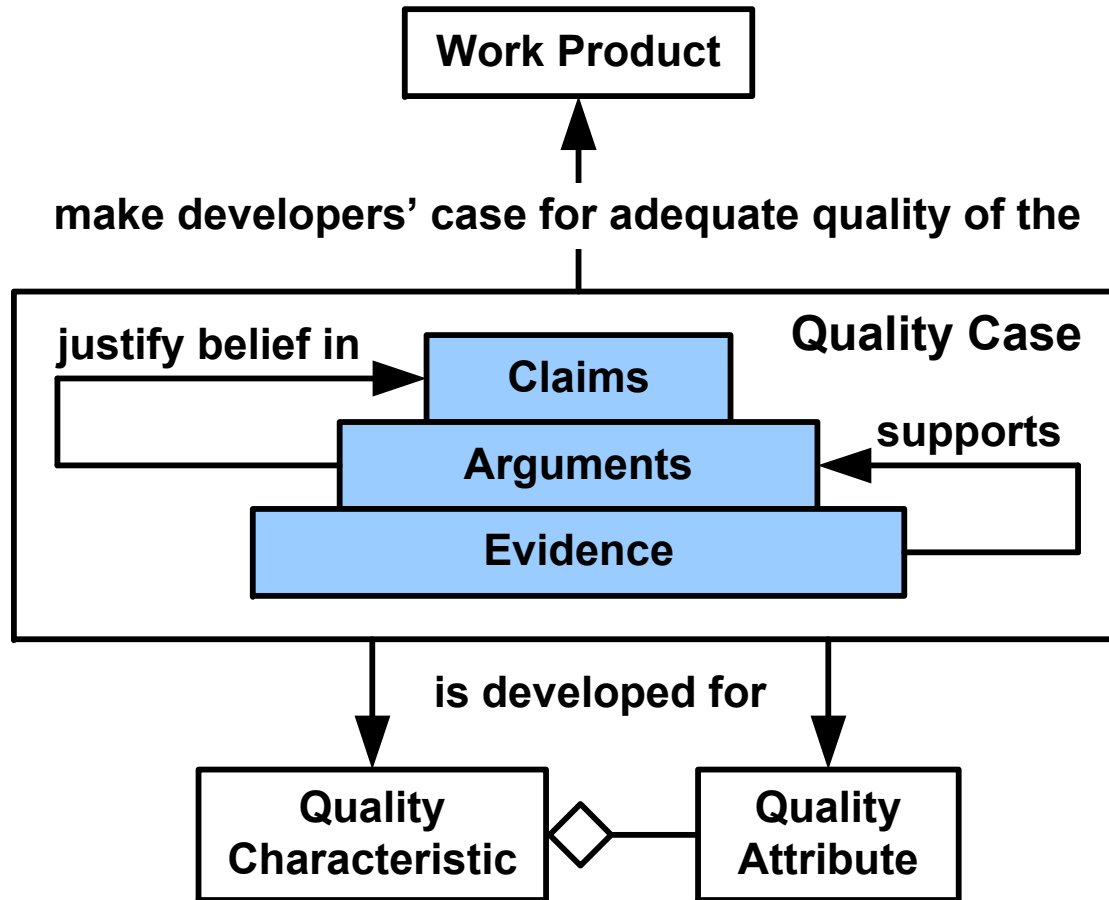 Work Product
make developers’ case for adequate quality of the
Quality Case
justify belief in
Claims
supports
Arguments
Evidence
is developed for
Quality
Characteristic
Quality
Attribute